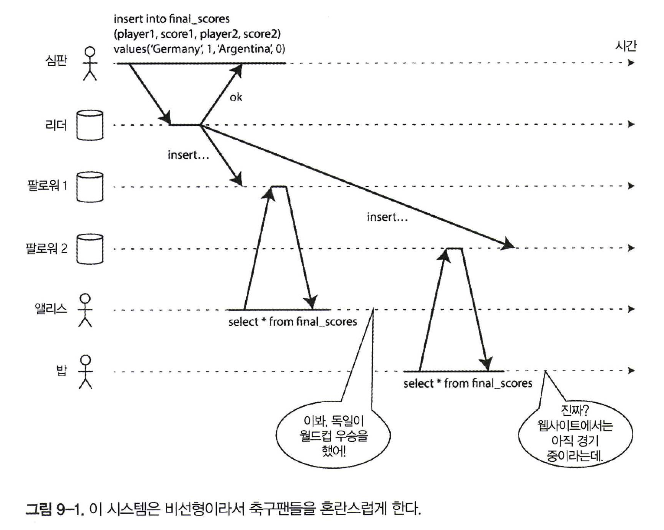 insert into final_scores
(player1, score1, player2, score2)
values('Germany', 1, 'Argentina', 0)
시간
심판
ok
리더
insert...
팔로워 1
insert...
팔로워 2
앨리스
select * from final_scores
밥
select * from final_scores
이봐, 독일이
월드컵 우승을
했어!
진짜?
웹사이트에서는
아직 경기
중이라는데.
그림 9-1. 이 시스템은 비선형이라서 축구팬들을 혼란스럽게 한다.